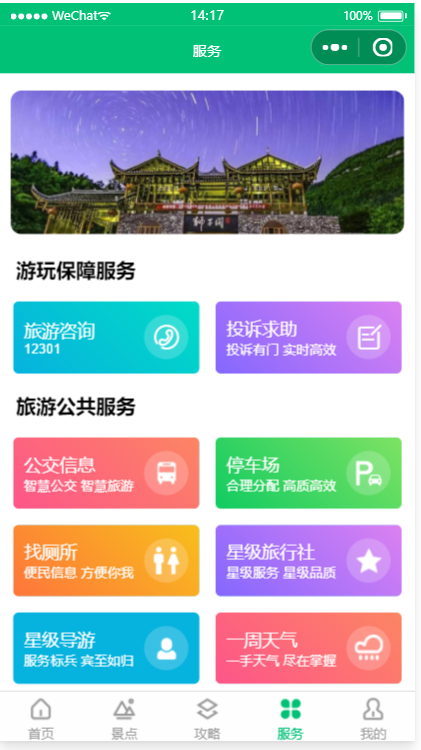 WeChat
14:17
100%
服务
狮子关
游玩保障服务
旅游咨询
12301
投诉求助
投诉有门 实时高效
旅游公共服务
公交信息
智慧公交 智慧旅游
停车场
合理分配 高质高效
P
找厕所
便民信息 方便你我
星级旅行社
星级服务 星级品质
星级导游
服务标兵 宾至如归
一周天气
一手天气 尽在掌握
首页
景点
攻略
服务
我的